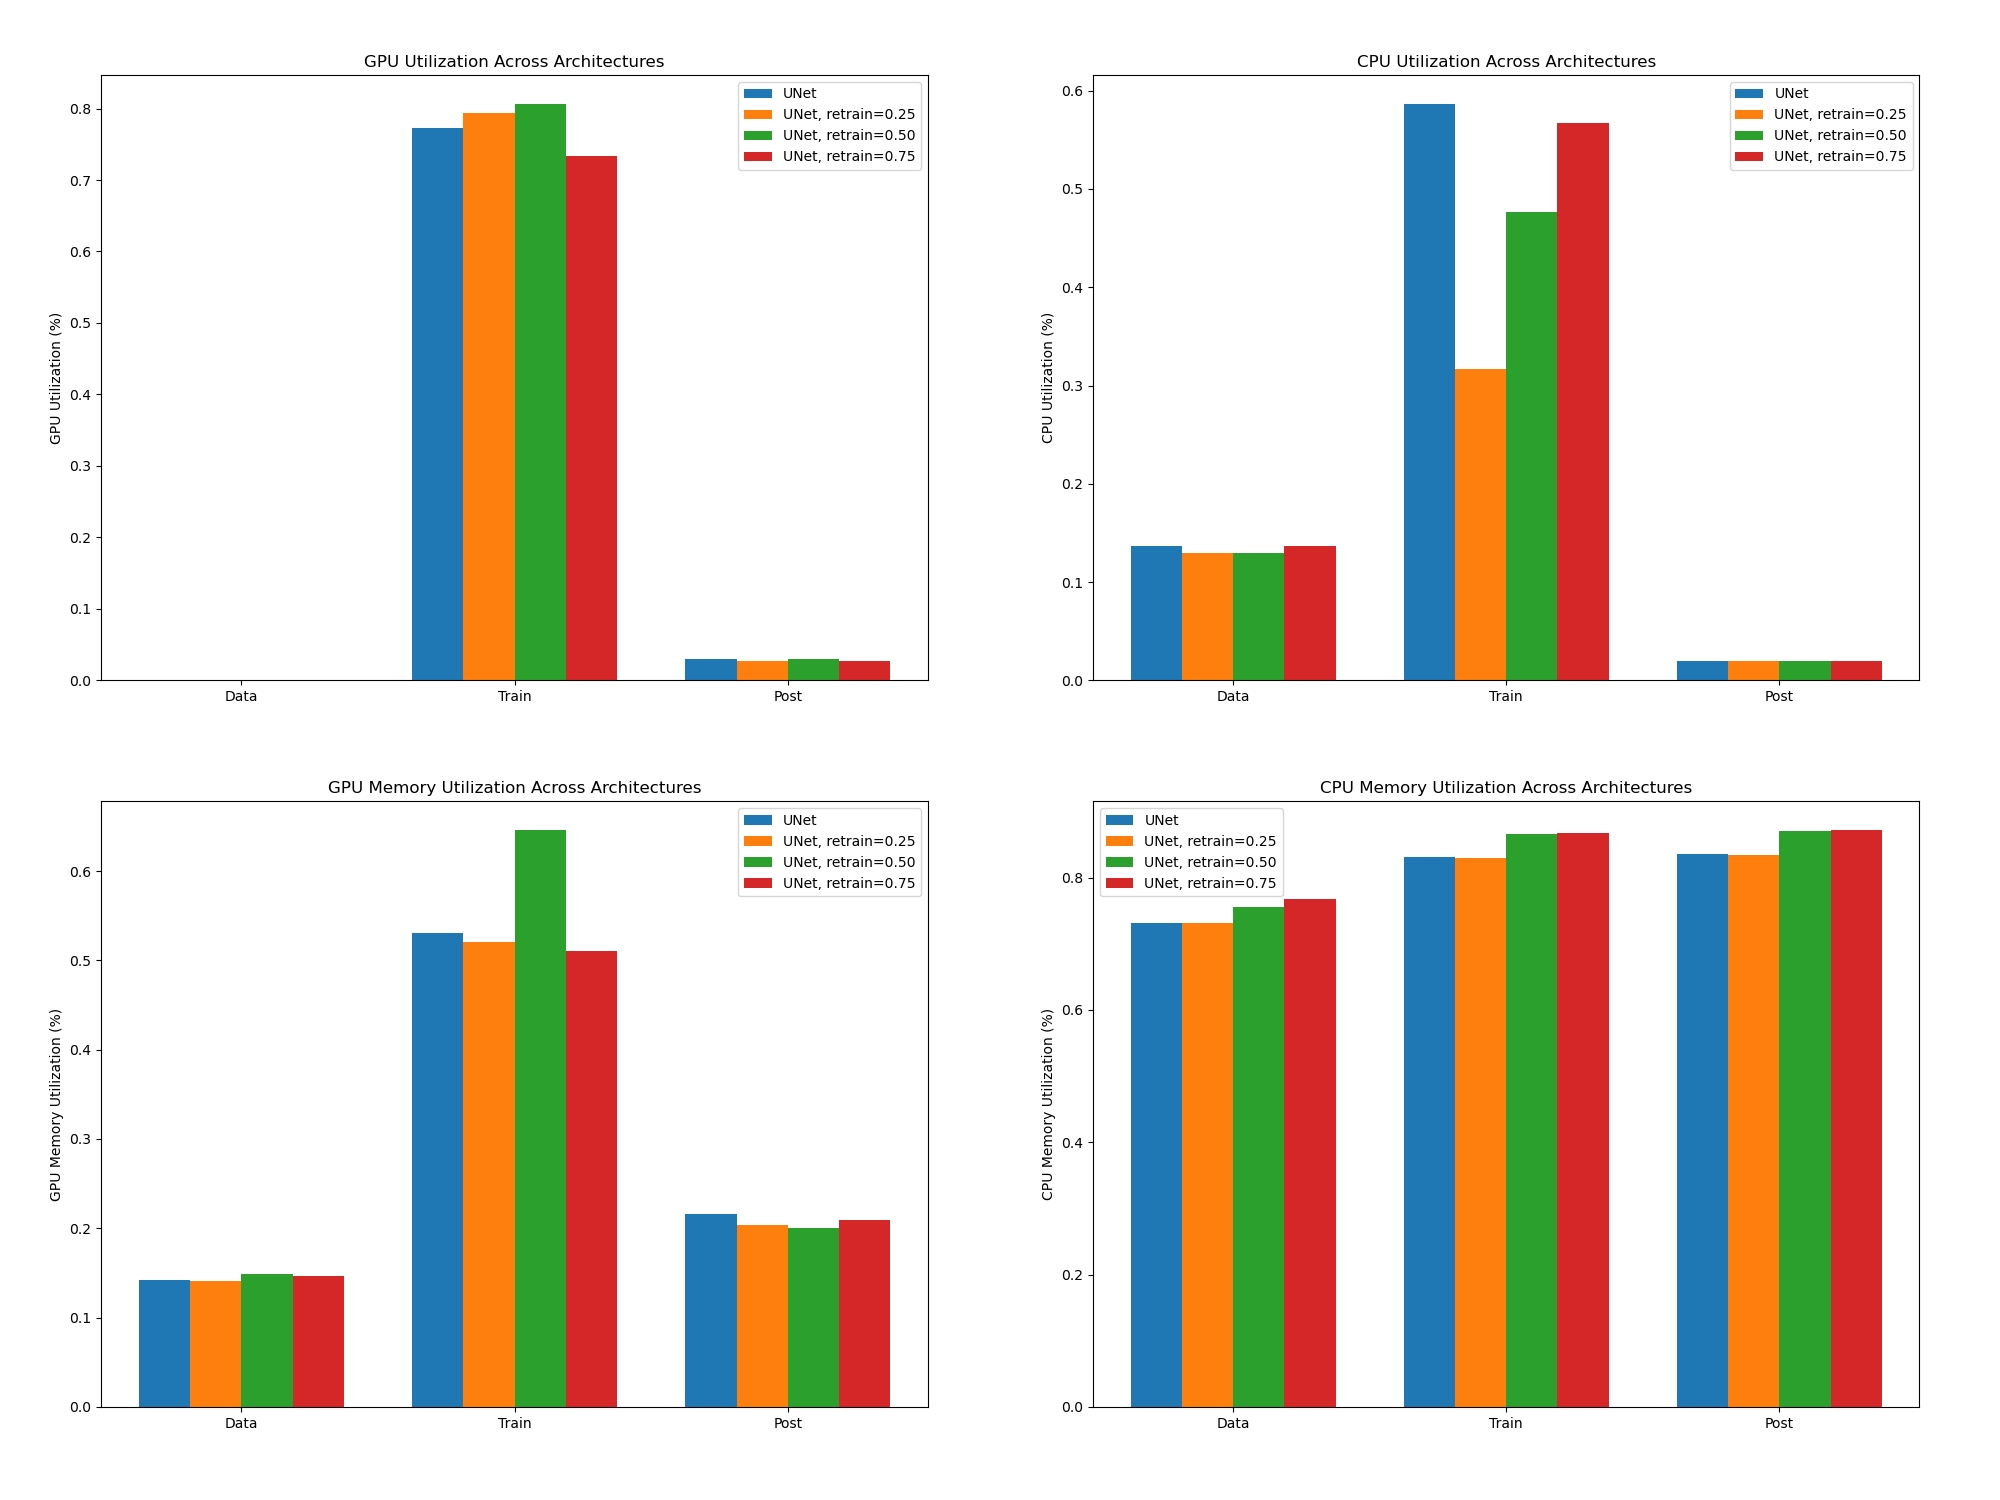 GPU Utilization Across Architectures
GPU Utilization (%)
0.8
0.7
0.6
0.5
0.4
0.3
0.2
0.1
0.0
UNet
UNet, retrain=0.25
UNet, retrain=0.50
UNet, retrain=0.75
Data Train Post
CPU Utilization Across Architectures
CPU Utilization (%)
0.6
0.5
0.4
0.3
0.2
0.1
0.0
UNet
UNet, retrain=0.25
UNet, retrain=0.50
UNet, retrain=0.75
Data Train Post
GPU Memory Utilization Across Architectures
GPU Memory Utilization (%)
0.6
0.5
0.4
0.3
0.2
0.1
0.0
UNet
UNet, retrain=0.25
UNet, retrain=0.50
UNet, retrain=0.75
Data Train Post
CPU Memory Utilization Across Architectures
CPU Memory Utilization (%)
0.8
0.6
0.4
0.2
0.0
UNet
UNet, retrain=0.25
UNet, retrain=0.50
UNet, retrain=0.75
Data Train Post